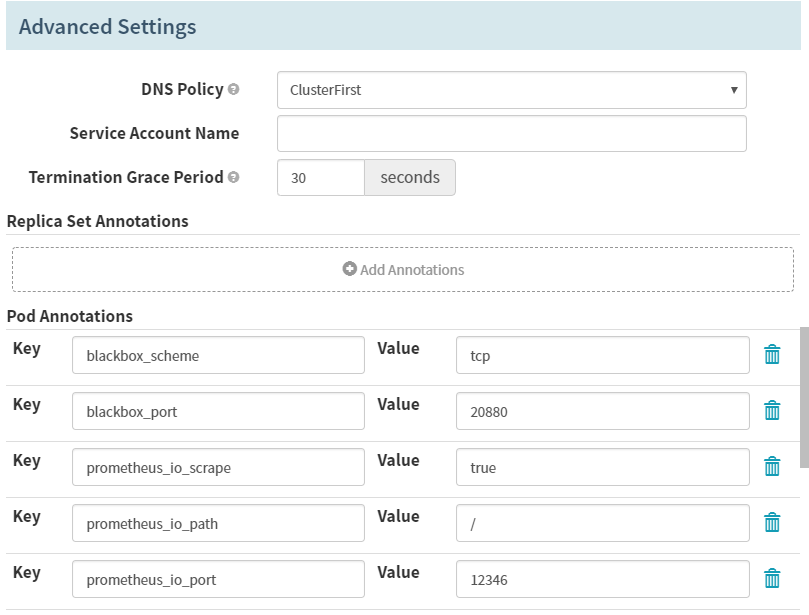 Advanced Settings
DNS Policy ClusterFirst
Service Account Name
Termination Grace Period 30 seconds
Replica Set Annotations
Add Annotations
Pod Annotations
Key blackbox_scheme Value tcp
Key blackbox_port Value 20880
Key prometheus_io_scrape Value true
Key prometheus_io_path Value /
Key prometheus_io_port Value 12346